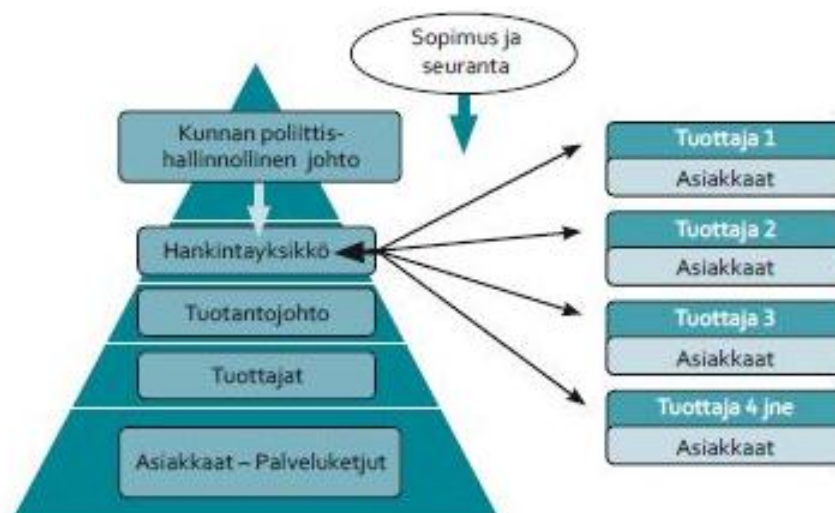 Sopimus ja
seuranta
Kunnan poliittis-
hallinnollinen johto
Hankintayksikkö
Tuotantojohto
Tuottajat
Asiakkaat – Palveluketjut
Tuottaja 1
Asiakkaat
Tuottaja 2
Asiakkaat
Tuottaja 3
Asiakkaat
Tuottaja 4 jne
Asiakkaat